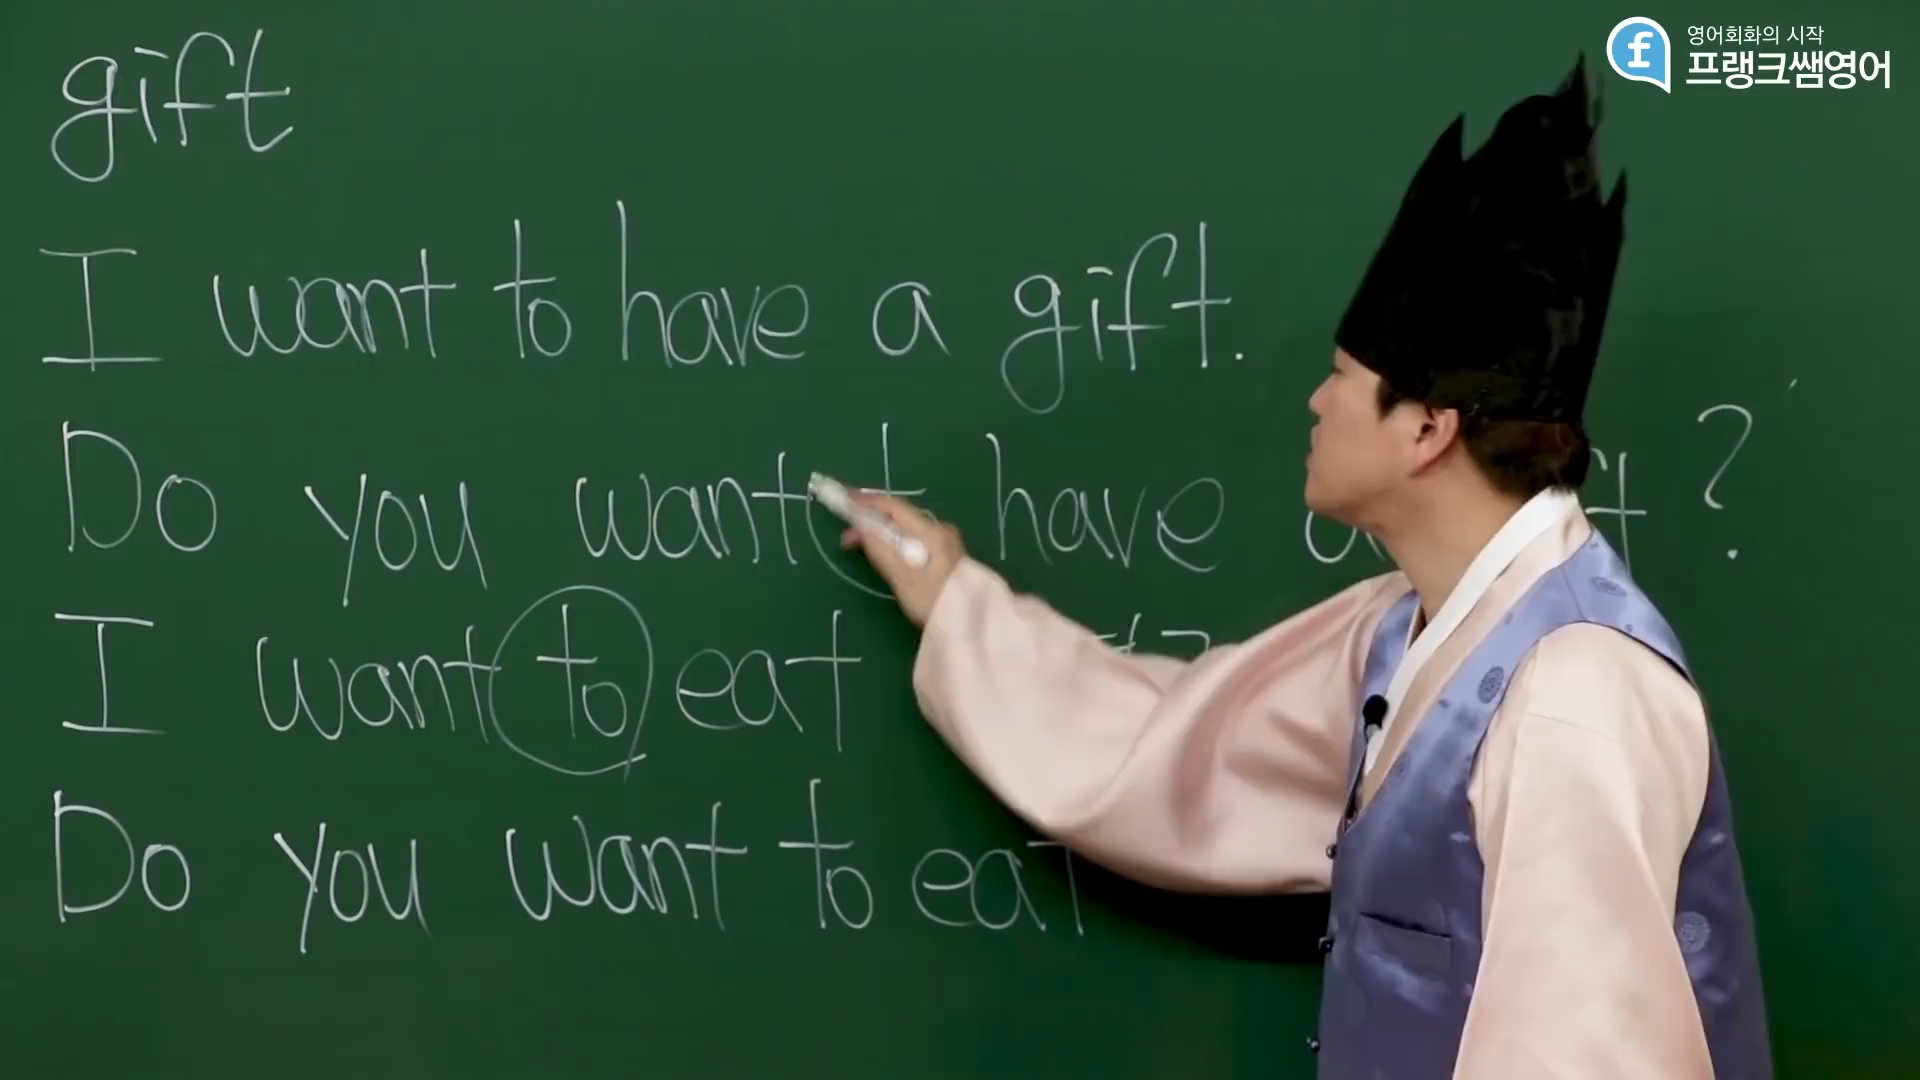 영어회화의 시작
프랭크쌤영어
gift
I want to have a gift.
Do you want to have a ?
I want to eat
Do you want to eat